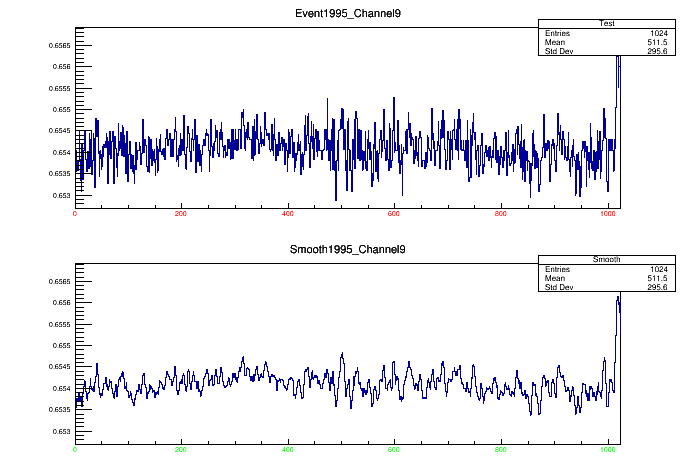 Event1995_Channel9
Test
Entries 1024
Mean 511.5
Std Dev 295.6
0.6565
0.656
0.6555
0.655
0.6545
0.654
0.6535
0.653
0 200 400 600 800 1000
Smooth1995_Channel9
Smooth
Entries 1024
Mean 511.5
Std Dev 295.6
0.6565
0.656
0.6555
0.655
0.6545
0.654
0.6535
0.653
0 200 400 600 800 1000